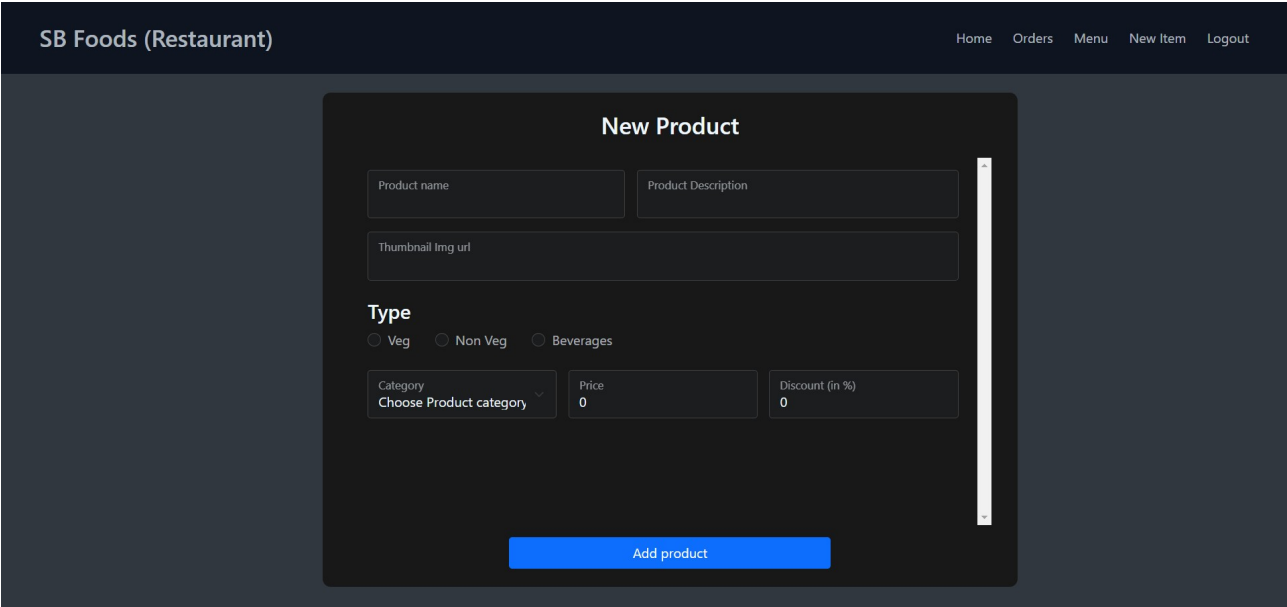 SB Foods (Restaurant)
Home Orders Menu New Item Logout
New Product
Product name
Product Description
Thumbnail Img url
Type
Veg Non Veg Beverages
Category
Choose Product category
Price
0
Discount (in %)
0
Add product